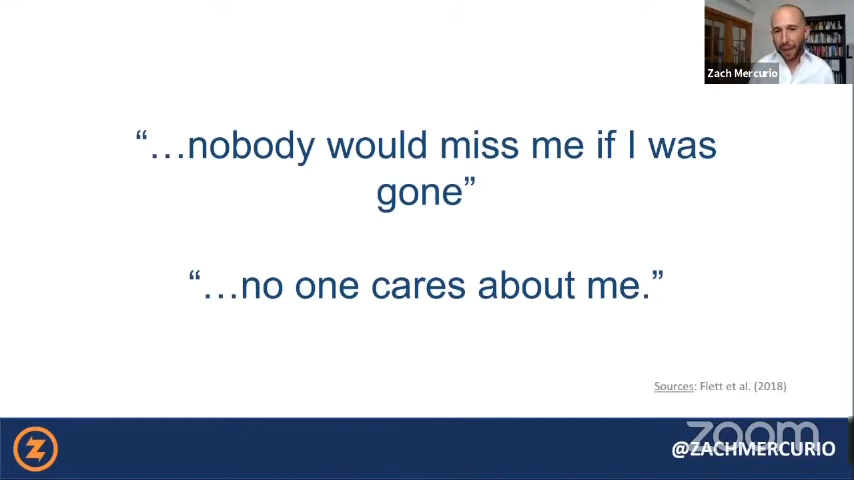 Zach Mercurio
“…nobody would miss me if I was
gone”
“…no one cares about me.”
Sources: Flett et al. (2018)
zoom
@ZACHMERCURIO